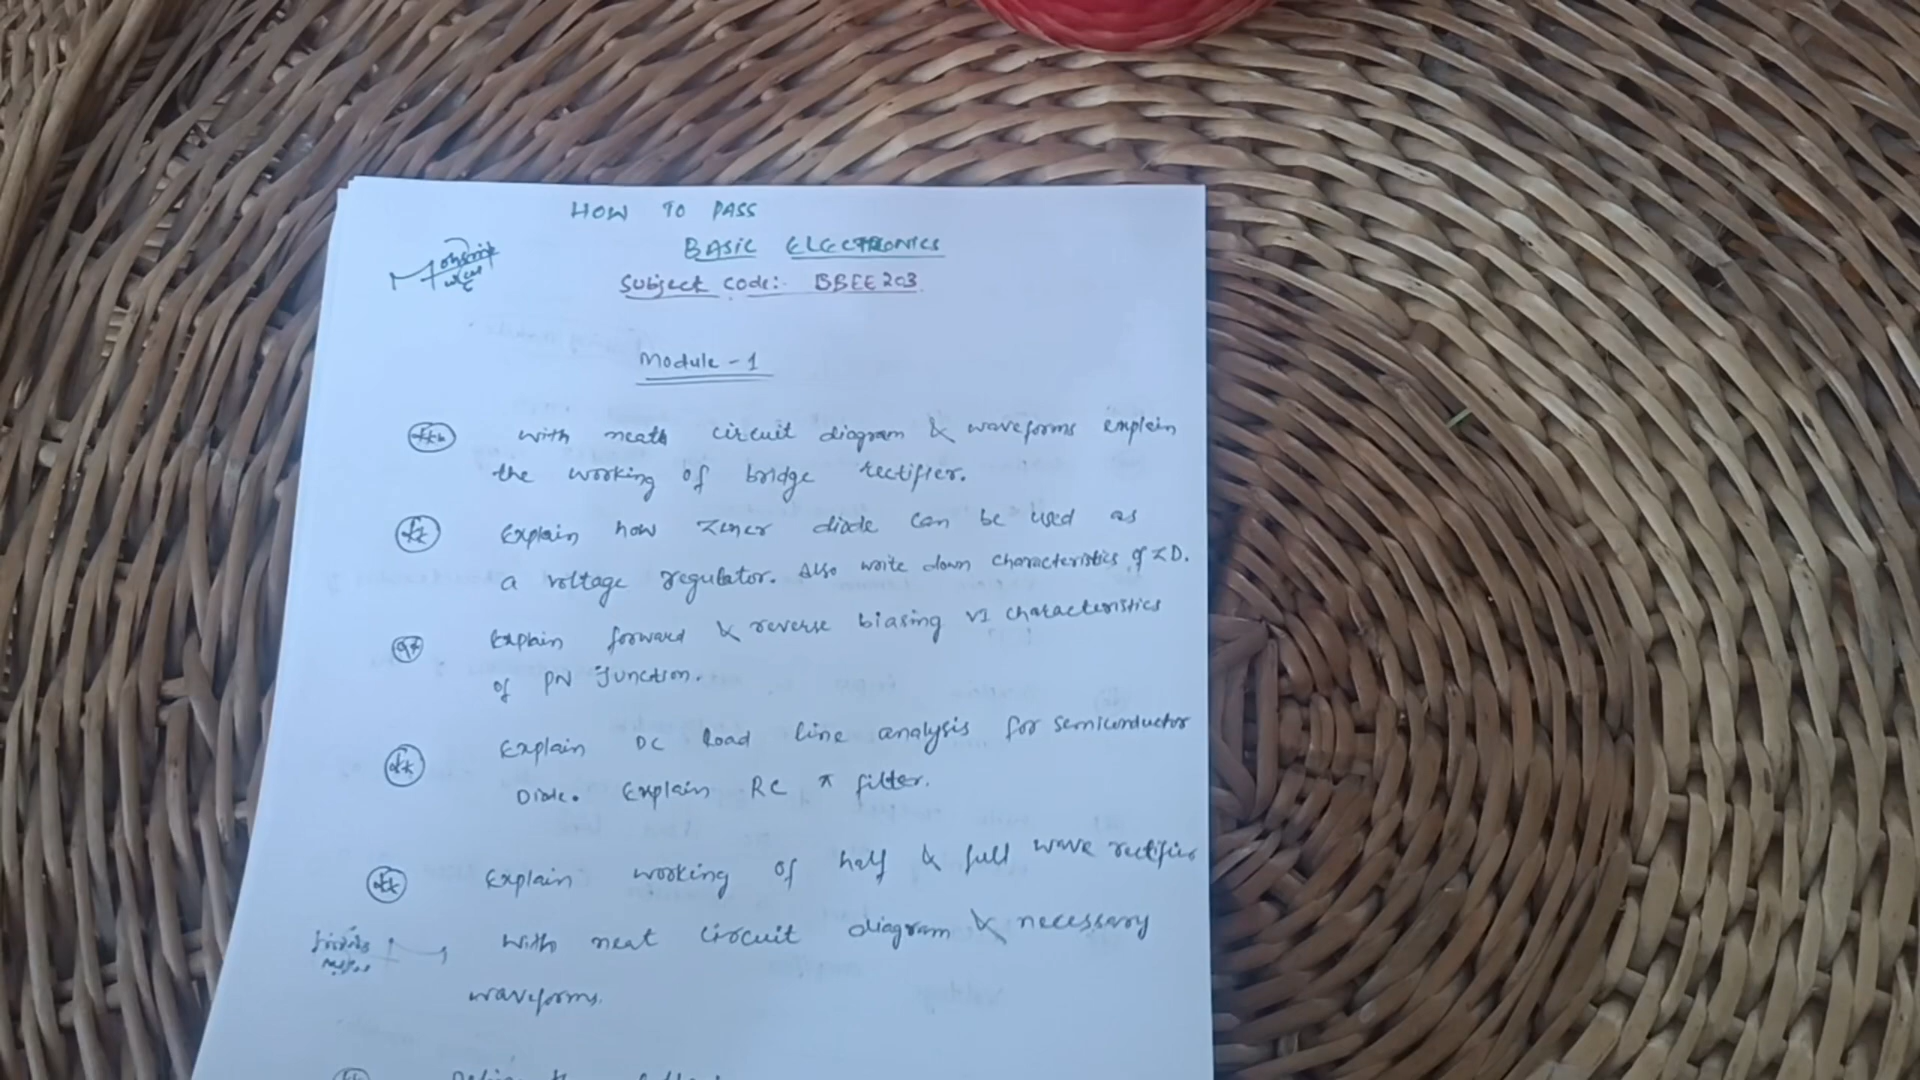 HOW TO PASS
BASIC ELECTRONICS
Subject code:- BBEE203
Module - 1
with neat circuit diagram & waveforms explain
the working of bridge rectifier.
Explain how zener diode can be used as
a voltage regulator. Also write down characteristics of ZD.
Explain forward & reverse biasing VI characteristics
of PN Junction.
Explain DC load line analysis for semiconductor
Diode. Explain RC π filter.
Explain working of half & full wave rectifier
with neat circuit diagram & necessary
waveforms.